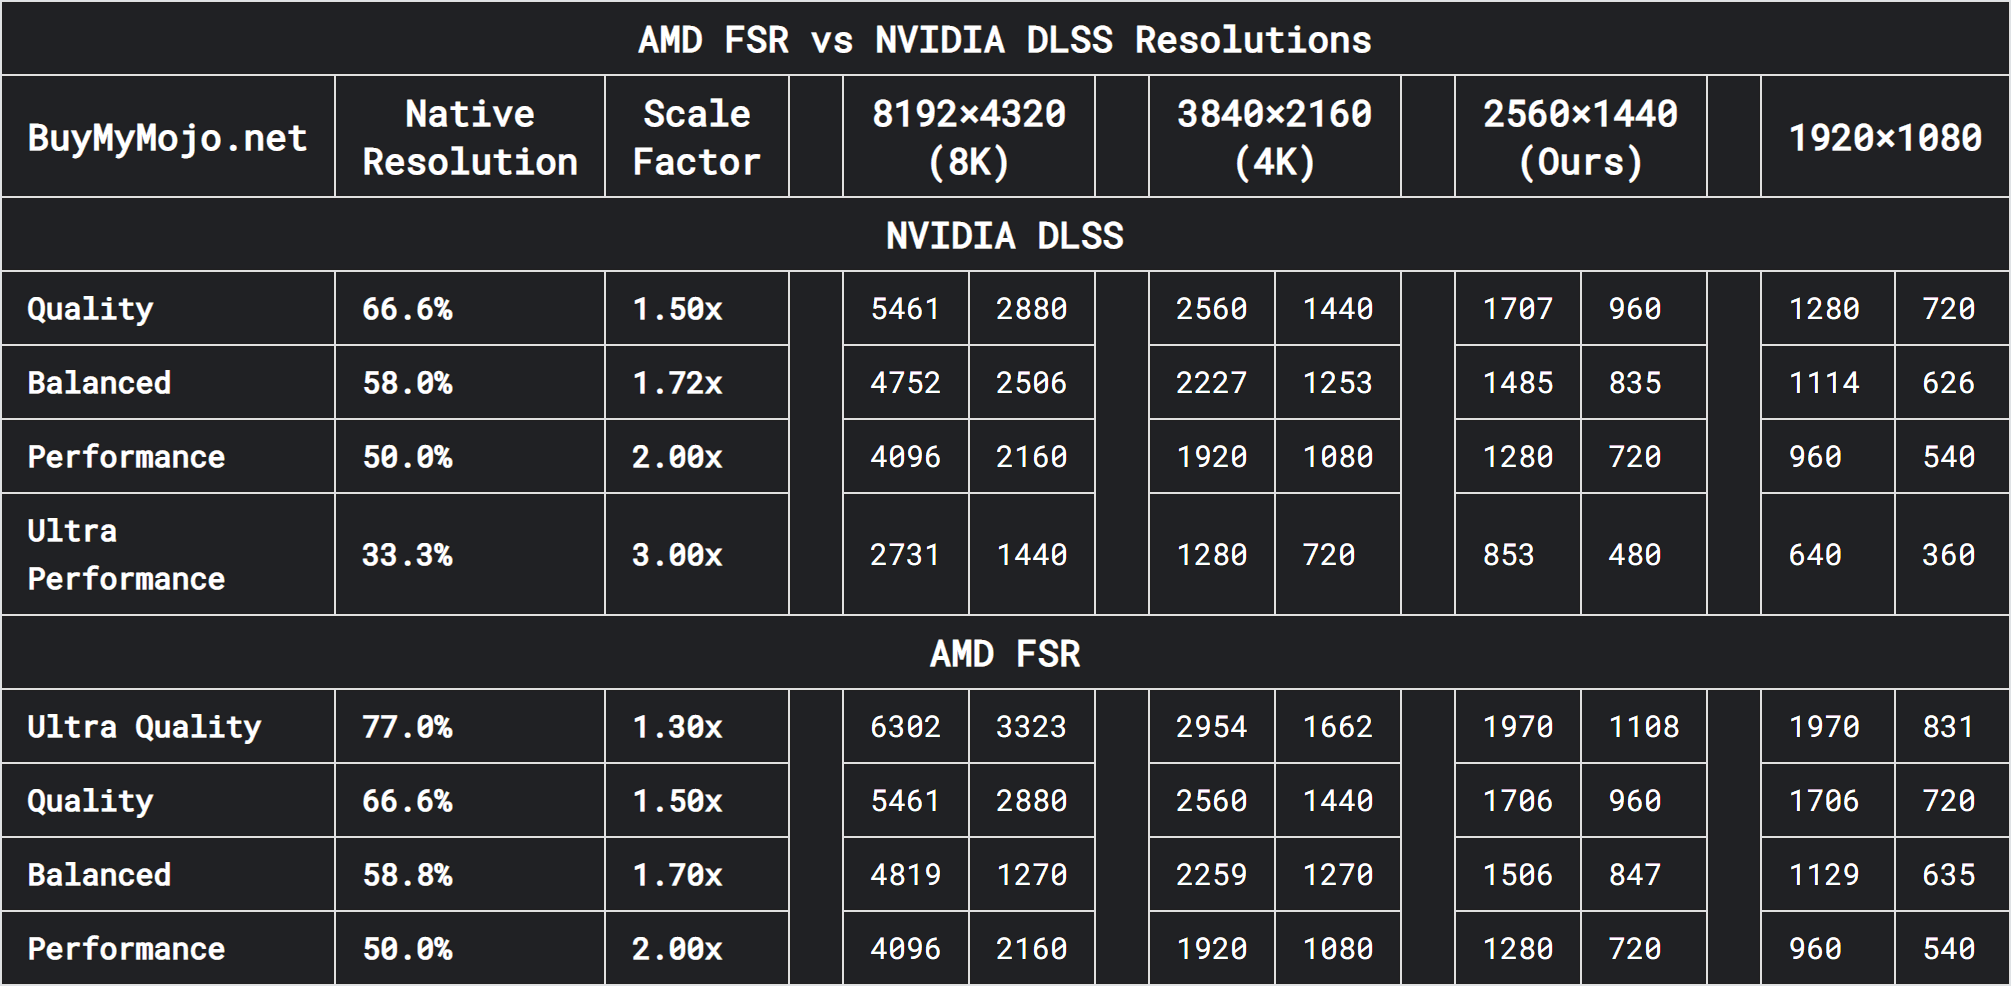 AMD FSR vs NVIDIA DLSS Resolutions
BuyMyMojo.net Native Resolution Scale Factor 8192×4320 (8K) 3840×2160 (4K) 2560×1440 (Ours) 1920×1080
NVIDIA DLSS
Quality 66.6% 1.50x 5461 2880 2560 1440 1707 960 1280 720
Balanced 58.0% 1.72x 4752 2506 2227 1253 1485 835 1114 626
Performance 50.0% 2.00x 4096 2160 1920 1080 1280 720 960 540
Ultra Performance 33.3% 3.00x 2731 1440 1280 720 853 480 640 360
AMD FSR
Ultra Quality 77.0% 1.30x 6302 3323 2954 1662 1970 1108 1970 831
Quality 66.6% 1.50x 5461 2880 2560 1440 1706 960 1706 720
Balanced 58.8% 1.70x 4819 1270 2259 1270 1506 847 1129 635
Performance 50.0% 2.00x 4096 2160 1920 1080 1280 720 960 540